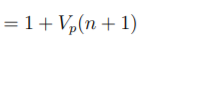 = 1 + V_p(n + 1)